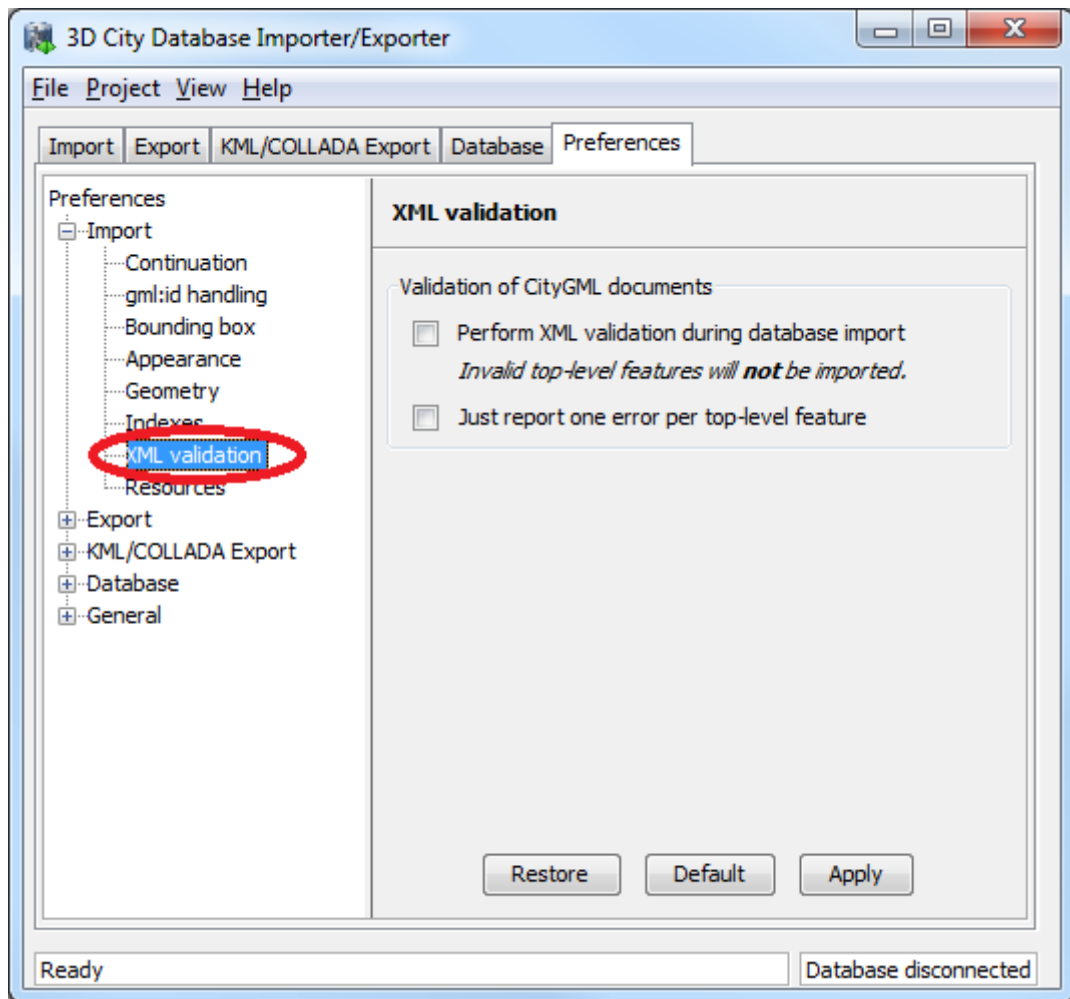 3D City Database Importer/Exporter
File Project View Help
Import Export KML/COLLADA Export Database Preferences
Preferences
Import
Continuation
gml:id handling
Bounding box
Appearance
Geometry
Indexes
XML validation
Resources
Export
KML/COLLADA Export
Database
General
XML validation
Validation of CityGML documents
Perform XML validation during database import
Invalid top-level features will not be imported.
Just report one error per top-level feature
Restore Default Apply
Ready Database disconnected